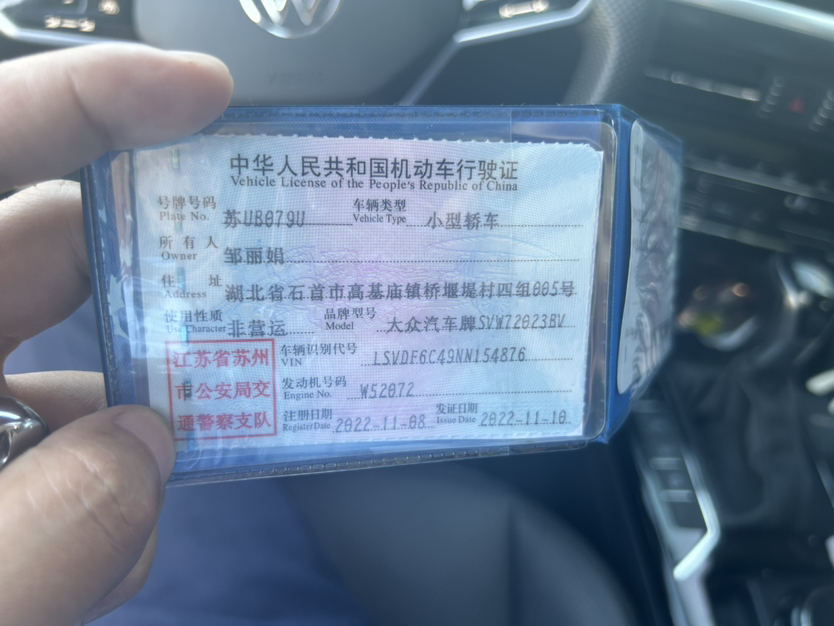 中华人民共和国机动车行驶证
Vehicle License of the People's Republic of China
号牌号码 苏UB079U 车辆类型 小型轿车
Plate No. Vehicle Type
所有人 邹丽娟
Owner
住址 湖北省石首市高基庙镇桥堰堤村四组005号
Address
使用性质 非营运 品牌型号 大众汽车牌SVW72023BV
Use Character Model
江苏省苏州
市公安局交
通警察支队
车辆识别代号 LSVDF6C49NN154876
VIN
发动机号码 W52072
Engine No.
注册日期 2022-11-08 发证日期 2022-11-10
Register Date Issue Date